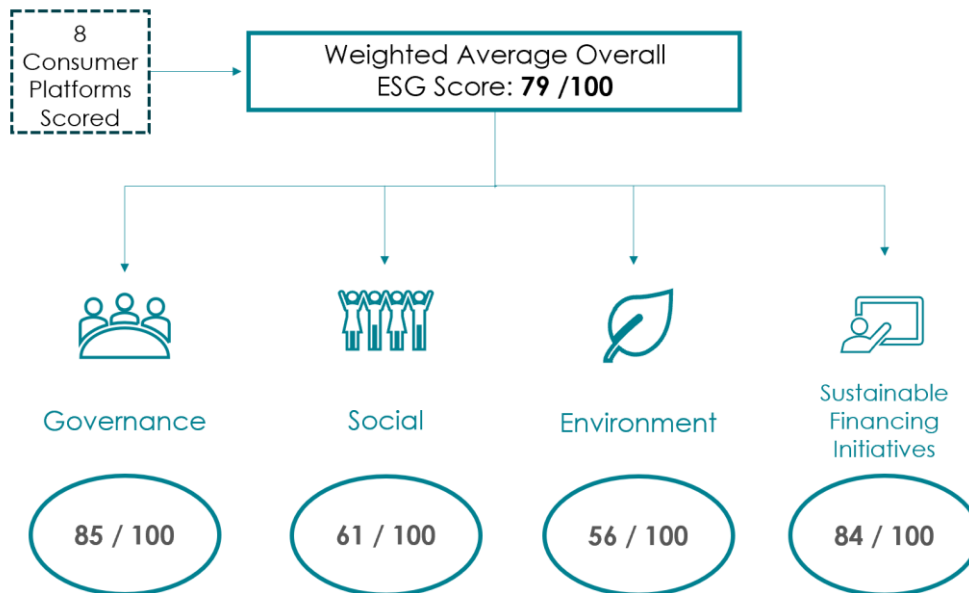 8
Consumer
Platforms
Scored
Weighted Average Overall
ESG Score: 79 /100
Governance
Social
Environment
Sustainable
Financing
Initiatives
85 / 100
61 / 100
56 / 100
84 / 100